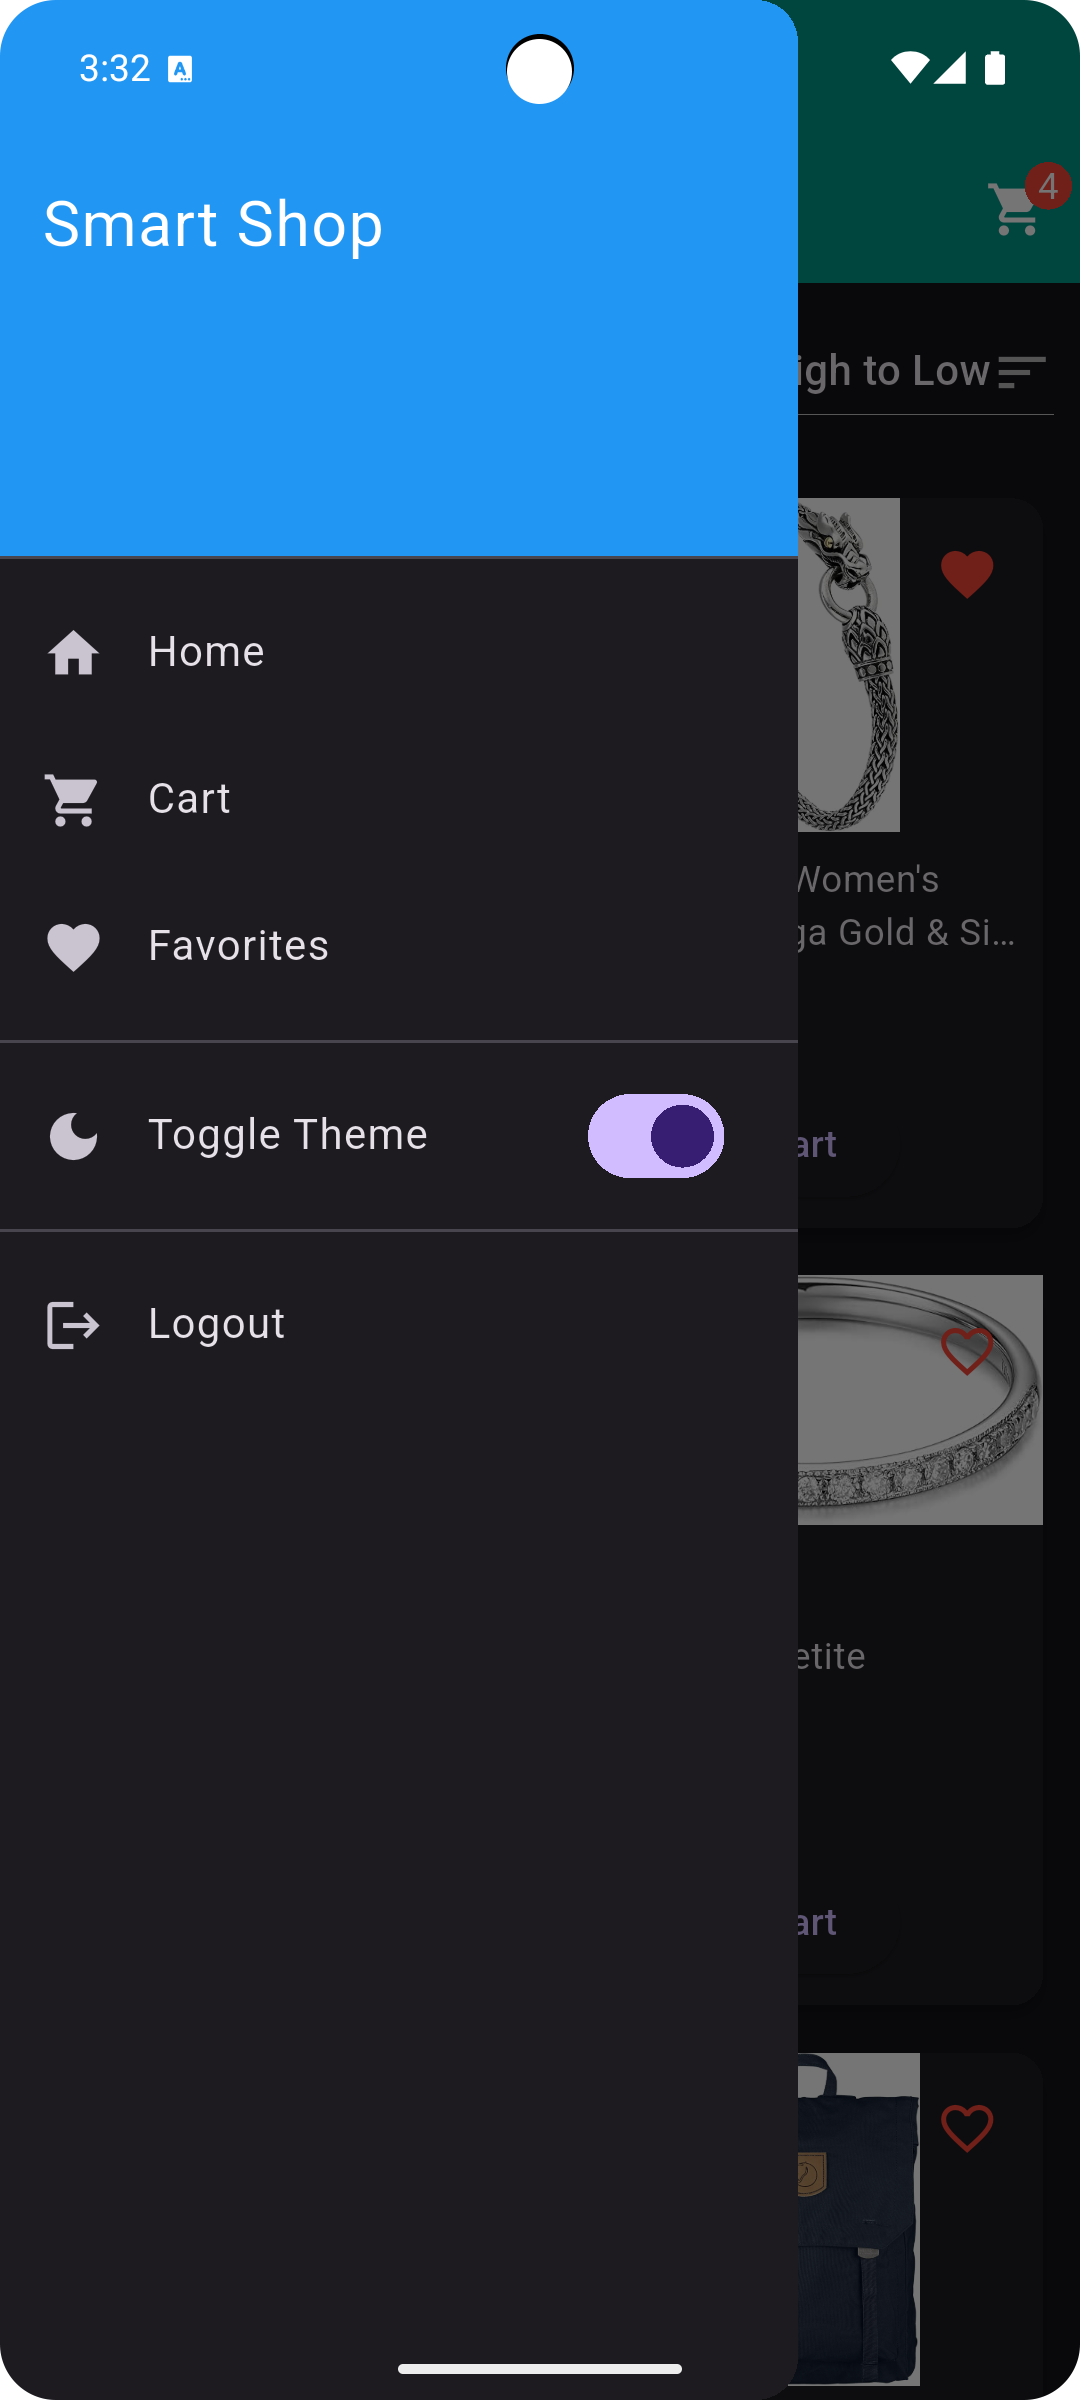 3:32
4
Smart Shop
igh to Low
Home
Cart
Favorites
Women's
ga Gold & Si...
Toggle Theme
art
Logout
etite
art